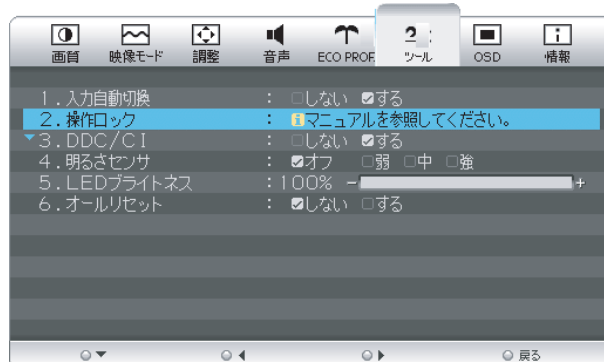 画質 映像モード 調整 音声 ECO PROF. ツール OSD 情報
1.入力自動切換 : □しない ☑する
2.操作ロック : iマニュアルを参照してください。
3.DDC/CI : □しない ☑する
4.明るさセンサ : ☑オフ □弱 □中 □強
5.LEDブライトネス :100% - +
6.オールリセット : ☑しない □する
戻る